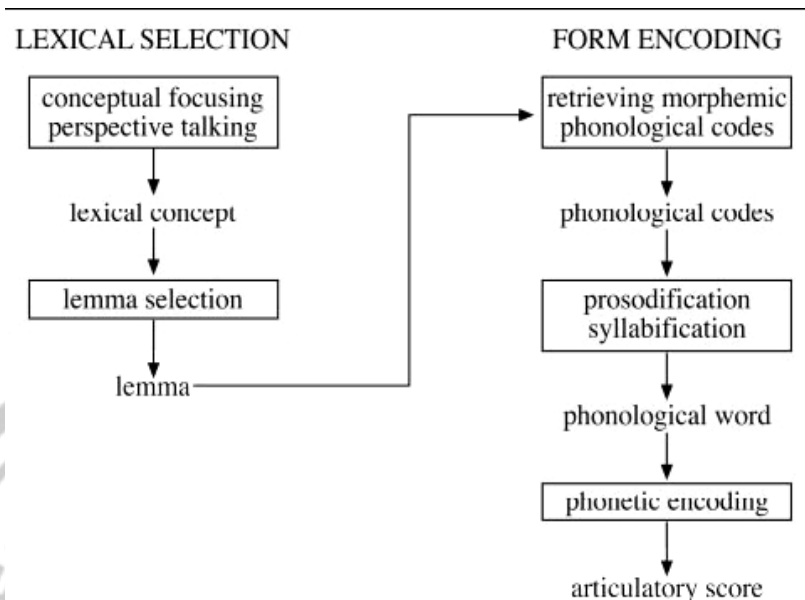 LEXICAL SELECTION
conceptual focusing
perspective talking
lexical concept
lemma selection
lemma
FORM ENCODING
retrieving morphemic
phonological codes
phonological codes
prosodification
syllabification
phonological word
phonetic encoding
articulatory score